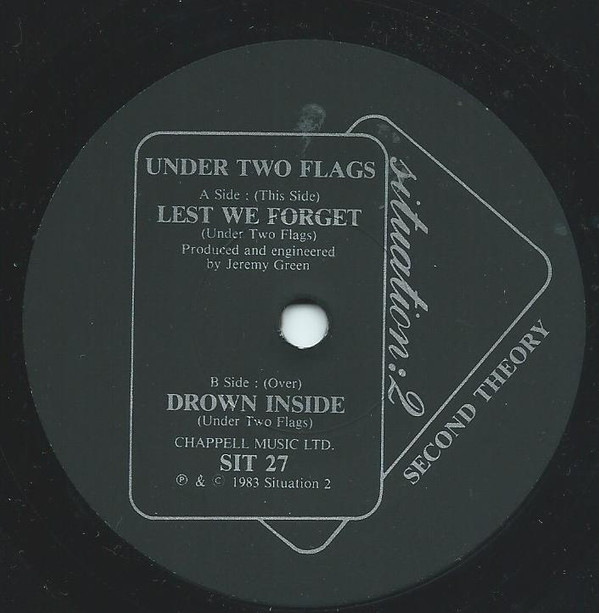 UNDER TWO FLAGS
A Side : (This Side)
LEST WE FORGET
(Under Two Flags)
Produced and engineered
by Jeremy Green
B Side : (Over)
DROWN INSIDE
(Under Two Flags)
CHAPPELL MUSIC LTD.
SIT 27
℗ & © 1983 Situation 2
situation:2
SECOND THEORY